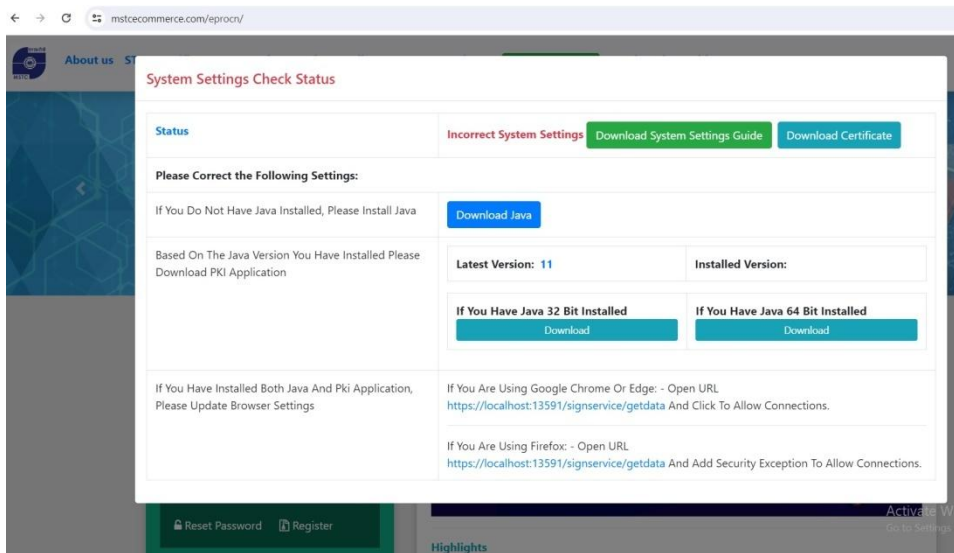 mstcecommerce.com/eprocn/
MSTC
About us
System Settings Check Status
Status
Incorrect System Settings Download System Settings Guide Download Certificate
Please Correct the Following Settings:
If You Do Not Have Java Installed, Please Install Java
Download Java
Based On The Java Version You Have Installed Please
Download PKI Application
Latest Version: 11
Installed Version:
If You Have Java 32 Bit Installed
Download
If You Have Java 64 Bit Installed
Download
If You Have Installed Both Java And Pki Application,
Please Update Browser Settings
If You Are Using Google Chrome Or Edge: - Open URL
https://localhost:13591/signservice/getdata And Click To Allow Connections.
If You Are Using Firefox: - Open URL
https://localhost:13591/signservice/getdata And Add Security Exception To Allow Connections.
Reset Password Register
Highlights
Activate W
Go to Settings